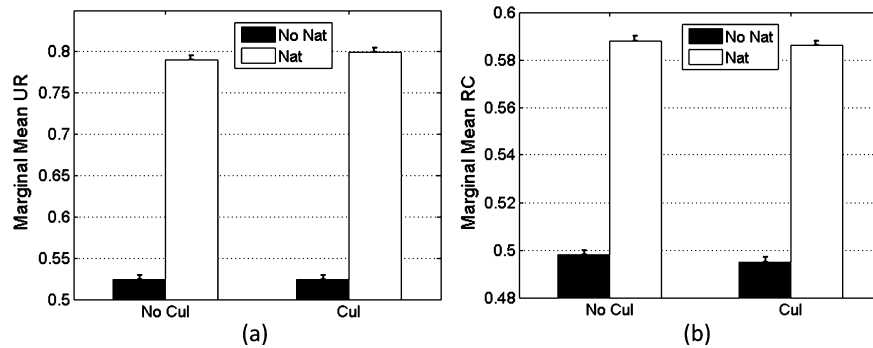 No Nat
Nat
Marginal Mean UR
0.8
0.75
0.7
0.65
0.6
0.55
0.5
No Cul
Cul
(a)
No Nat
Nat
Marginal Mean RC
0.6
0.58
0.56
0.54
0.52
0.5
0.48
No Cul
Cul
(b)